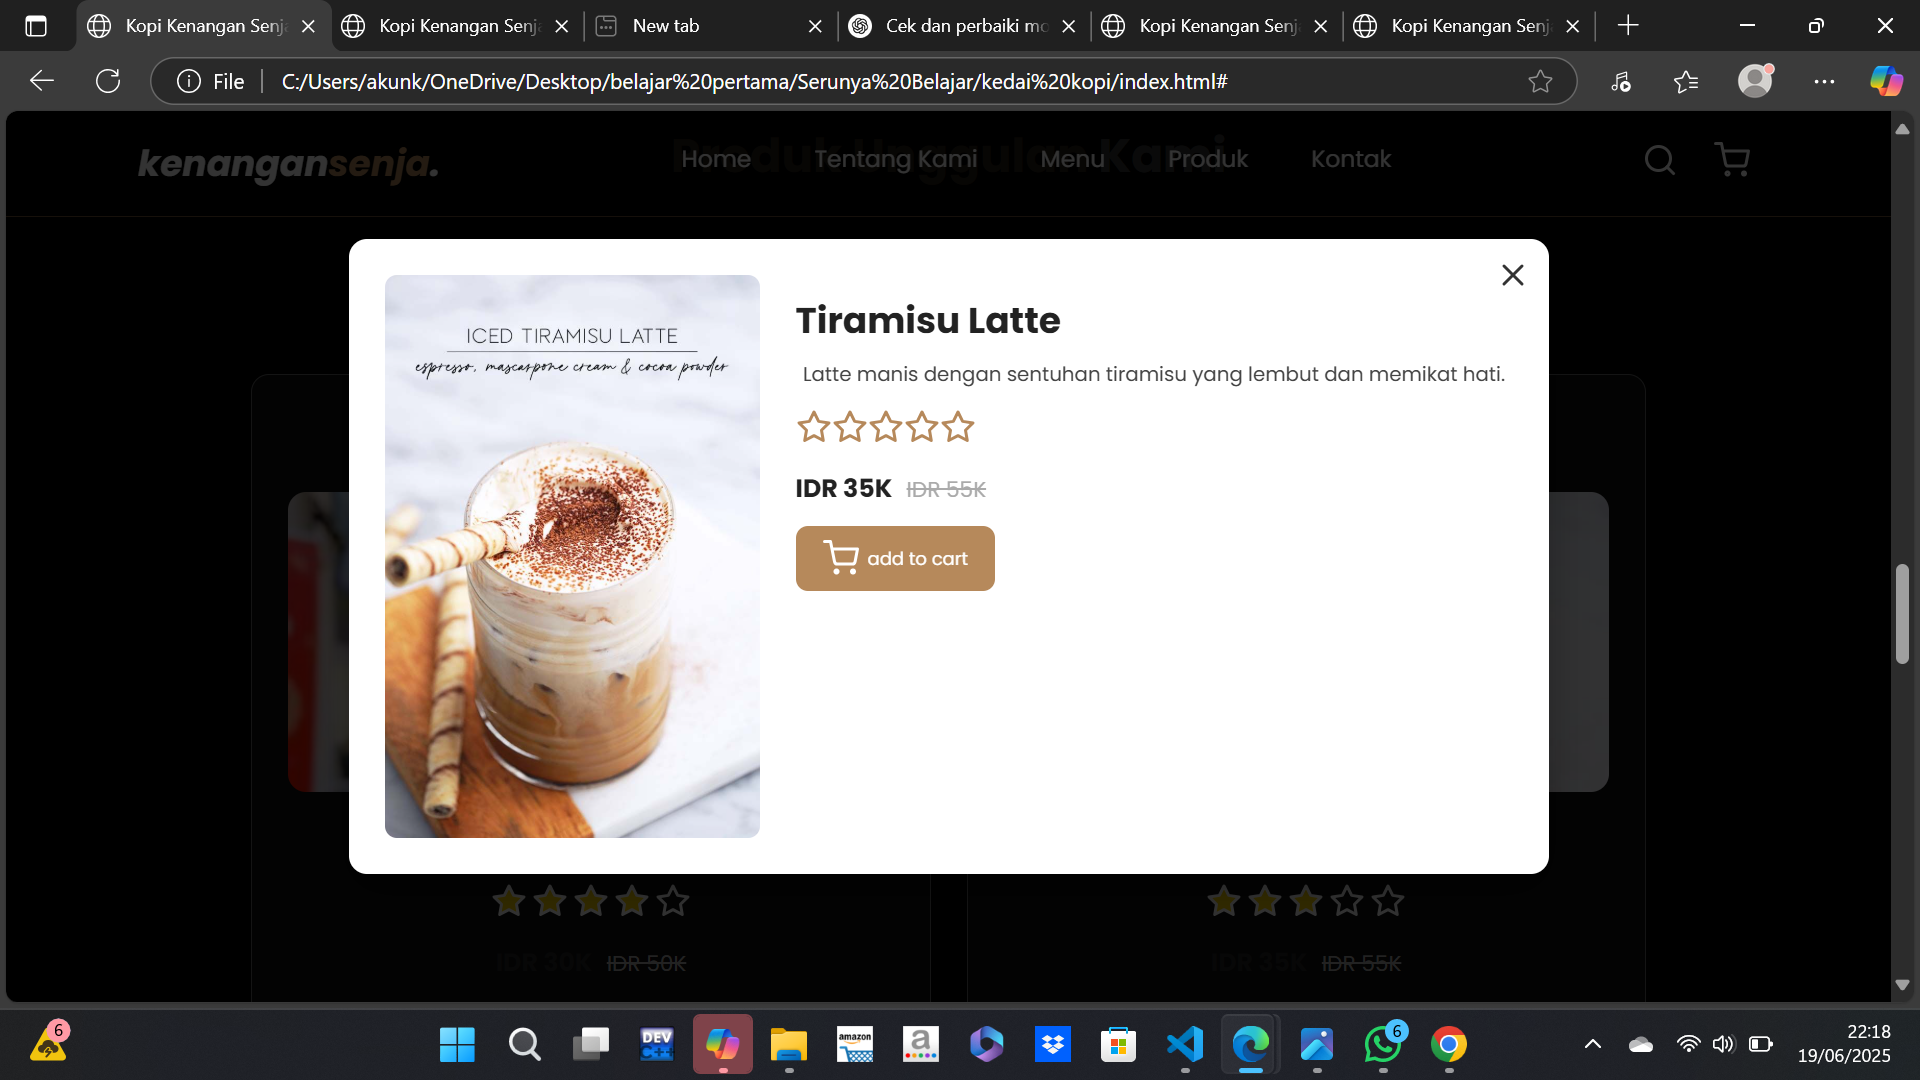 Kopi Kenangan Senj
Kopi Kenangan Senj
New tab
Cek dan perbaiki mo
Kopi Kenangan Senj
Kopi Kenangan Senj
File
C:/Users/akunk/OneDrive/Desktop/belajar%20pertama/Serunya%20Belajar/kedai%20kopi/index.html#
Produk Unggulan Kami
kenangansenja.
Home
Tentang Kami
Menu
Produk
Kontak
ICED TIRAMISU LATTE
espresso, mascarpone cream & cocoa powder
Tiramisu Latte
Latte manis dengan sentuhan tiramisu yang lembut dan memikat hati.
IDR 35K IDR 55K
add to cart
IDR 30K IDR 50K
IDR 35K IDR 55K
6
DEV
C++
amazon
a
6
22:18
19/06/2025